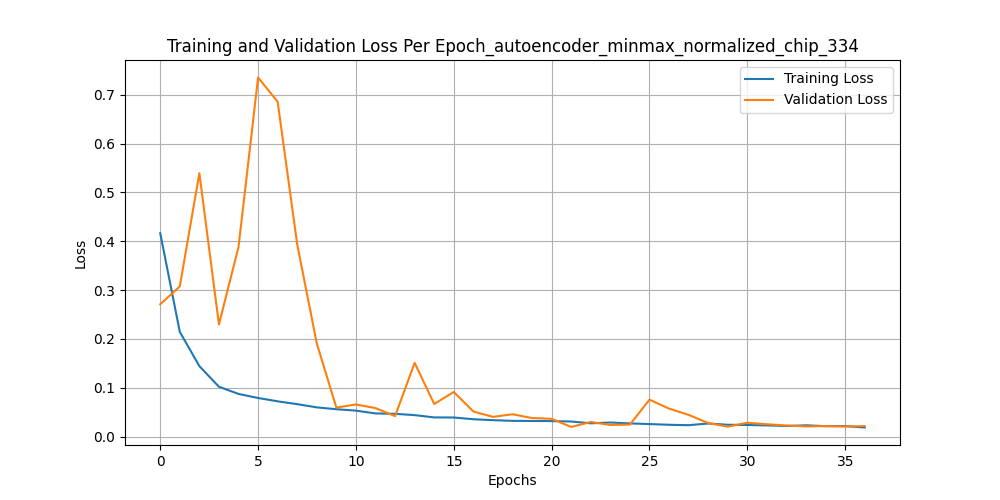 Training and Validation Loss Per Epoch_autoencoder_minmax_normalized_chip_334
Training Loss
Validation Loss
Loss
0.7
0.6
0.5
0.4
0.3
0.2
0.1
0.0
0 5 10 15 20 25 30 35
Epochs